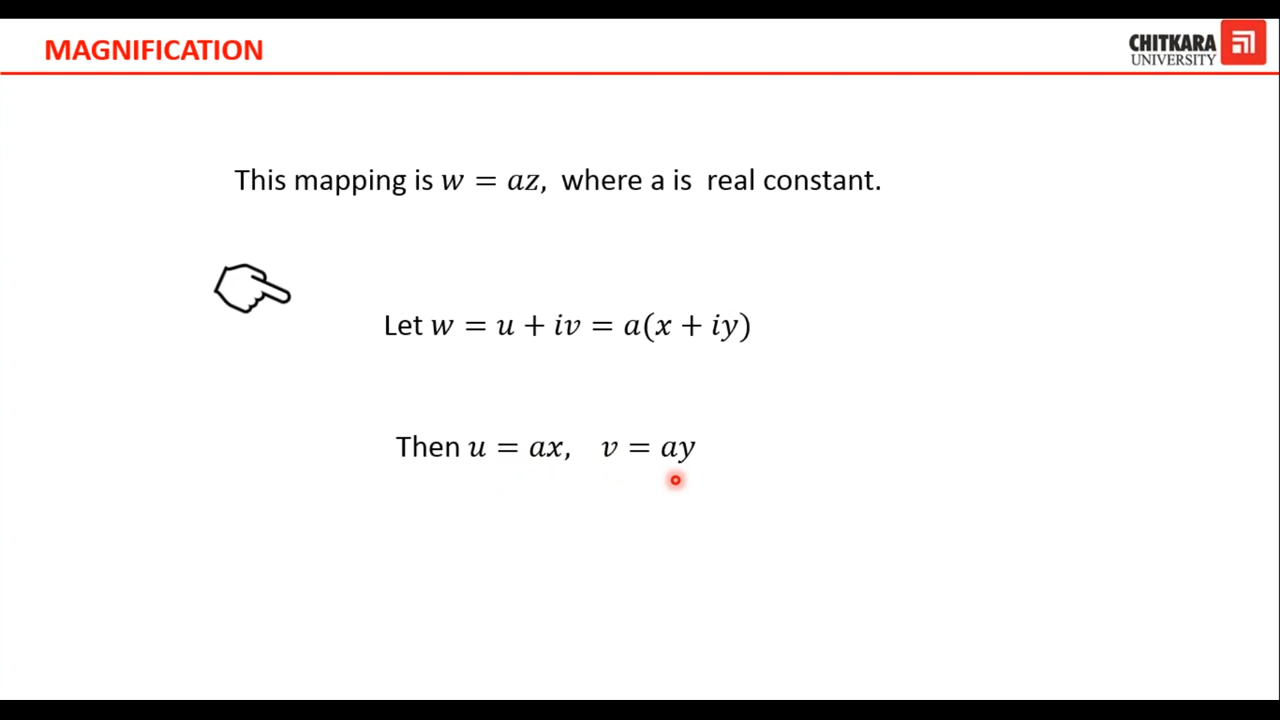 MAGNIFICATION
CHITKARA
UNIVERSITY
This mapping is w = az, where a is real constant.
Let w = u + iv = a(x + iy)
Then u = ax, v = ay